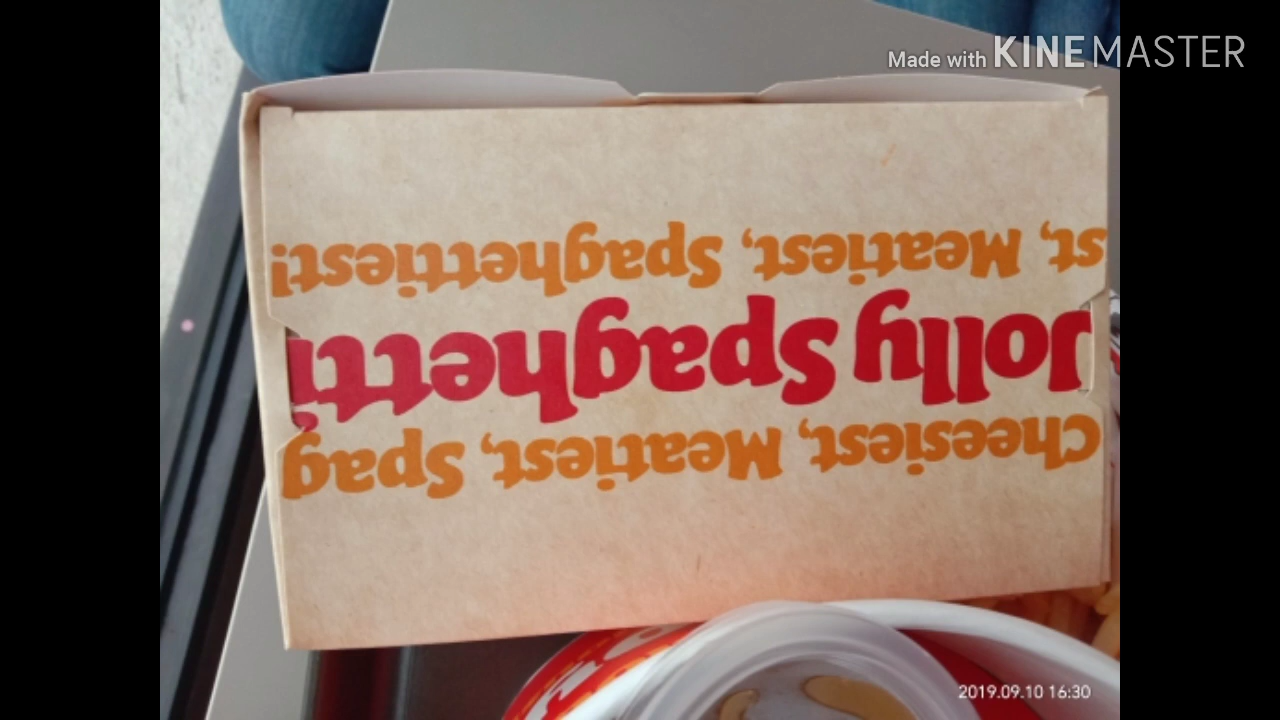 Made with KINEMASTER
Cheesiest, Meatiest, Spag
Jolly Spaghetti
st, Meatiest, Spaghettiest!
2019.09.10 16:30